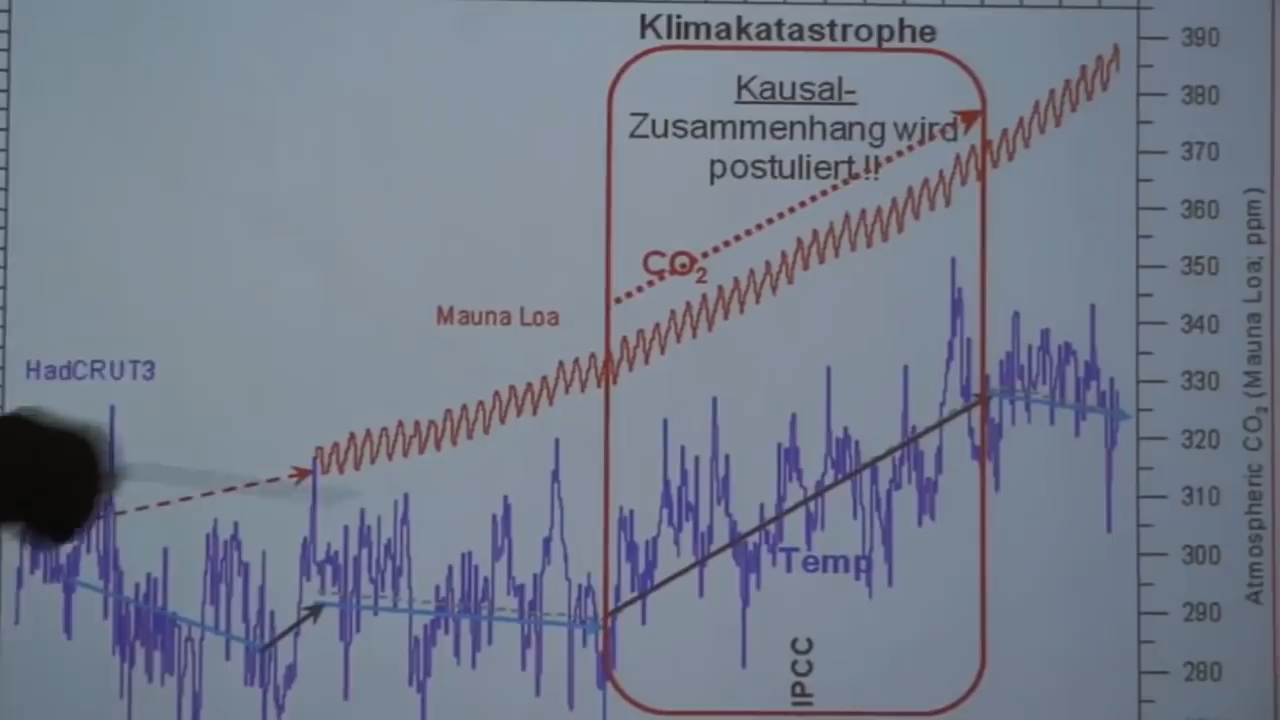 Klimakatastrophe
Kausal-
Zusammenhang wird
postuliert !!
CO₂
Mauna Loa
HadCRUT3
Temp
IPCC
390
380
370
360
350
340
330
320
310
300
290
280
Atmospheric CO₂ (Mauna Loa; ppm)